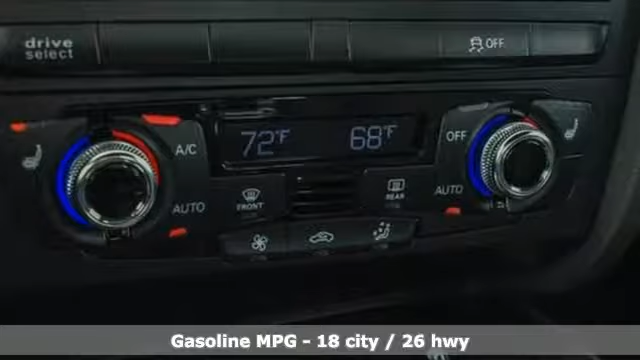 drive
select
OFF
72°F 68°F
A/C OFF
AUTO FRONT REAR AUTO
Gasoline MPG - 18 city / 26 hwy